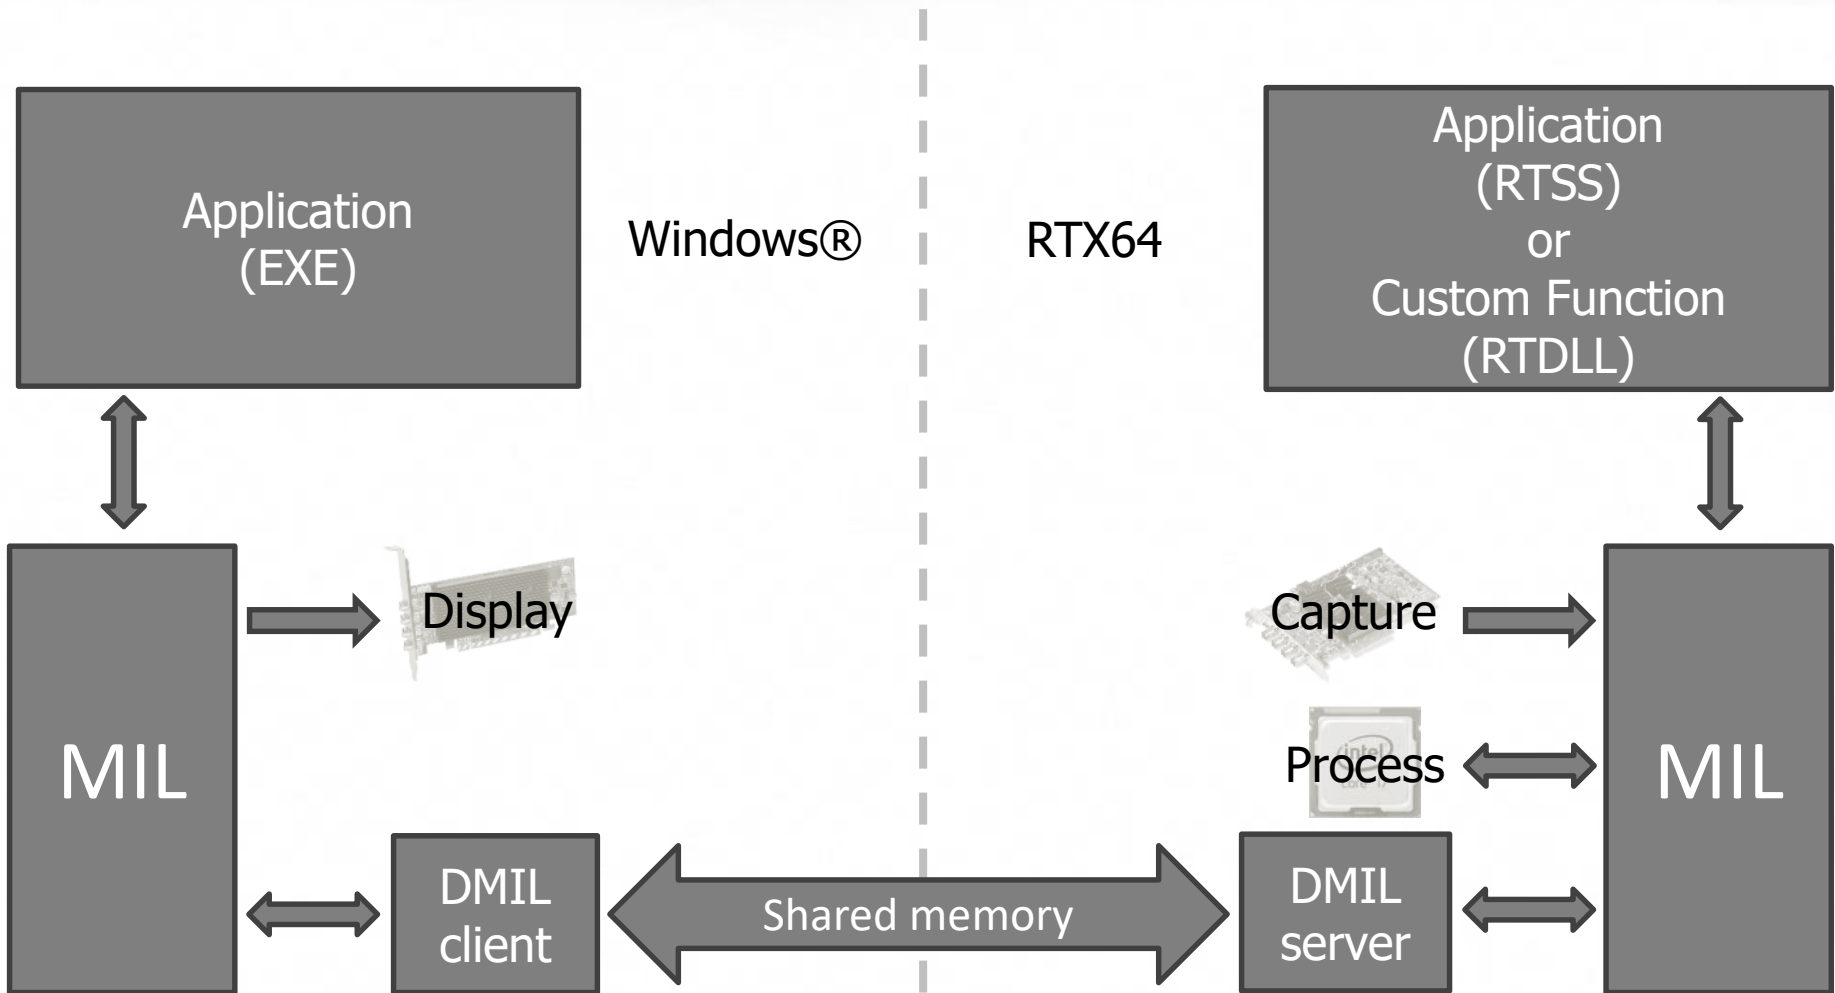 Application
(EXE)
Windows®
RTX64
Application
(RTSS)
or
Custom Function
(RTDLL)
MIL
Display
Capture
(intel)
Process
MIL
DMIL
client
Shared memory
DMIL
server